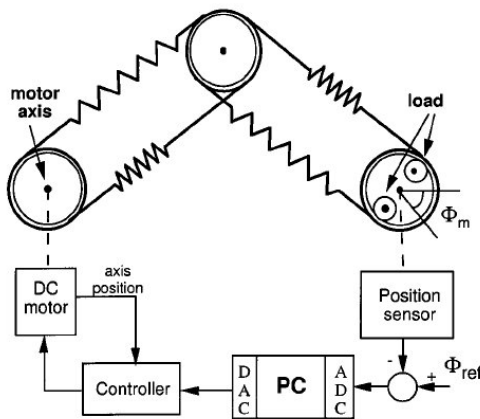 motor
axis
load
Φm
DC
motor
axis
position
Position
sensor
Controller
D
A
C
PC
A
D
C
-
+
Φref